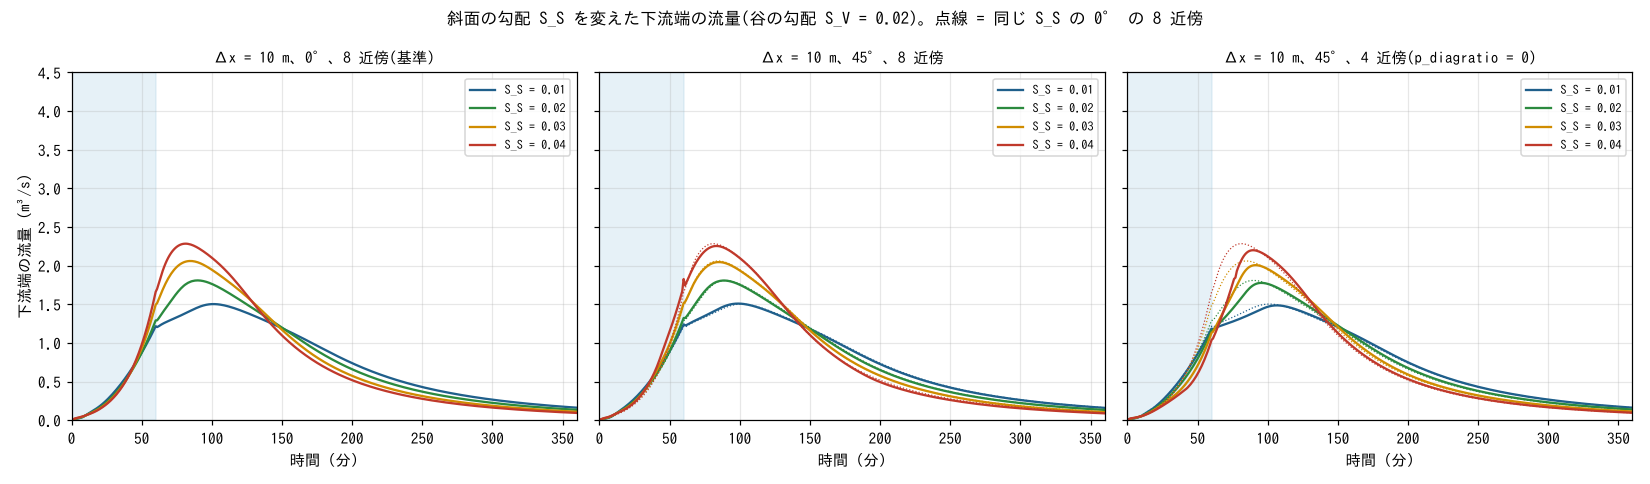 斜面の勾配 S_S を変えた下流端の流量(谷の勾配 S_V = 0.02)。点線 = 同じ S_S の 0° の 8 近傍
Δx = 10 m、0°、8 近傍(基準)
下流端の流量 (m³/s)
4.5
4.0
3.5
3.0
2.5
2.0
1.5
1.0
0.5
0.0
S_S = 0.01
S_S = 0.02
S_S = 0.03
S_S = 0.04
0 50 100 150 200 250 300 350
時間 (分)
Δx = 10 m、45°、8 近傍
S_S = 0.01
S_S = 0.02
S_S = 0.03
S_S = 0.04
0 50 100 150 200 250 300 350
時間 (分)
Δx = 10 m、45°、4 近傍(p_diagratio = 0)
S_S = 0.01
S_S = 0.02
S_S = 0.03
S_S = 0.04
0 50 100 150 200 250 300 350
時間 (分)